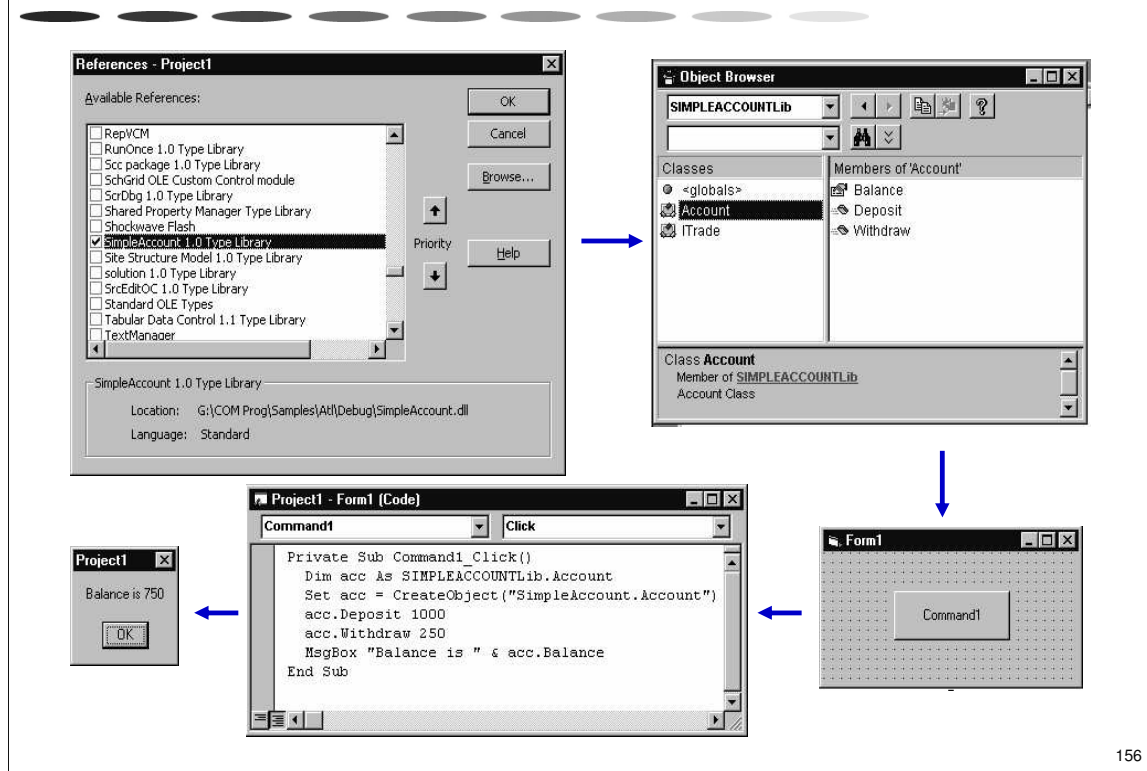 References - Project1
Available References:
RepVCM
RunOnce 1.0 Type Library
Scc package 1.0 Type Library
SchGrid OLE Custom Control module
ScrDbg 1.0 Type Library
Shared Property Manager Type Library
Shockwave Flash
SimpleAccount 1.0 Type Library
Site Structure Model 1.0 Type Library
solution 1.0 Type Library
SrcEditOC 1.0 Type Library
Standard OLE Types
Tabular Data Control 1.1 Type Library
TextManager
OK
Cancel
Browse...
Priority
Help
SimpleAccount 1.0 Type Library
Location: G:\COM Prog\Samples\Atl\Debug\SimpleAccount.dll
Language: Standard
Object Browser
SIMPLEACCOUNTLib
Classes
<globals>
Account
ITrade
Members of 'Account'
Balance
Deposit
Withdraw
Class Account
Member of SIMPLEACCOUNTLib
Account Class
Form1
Command1
Project1 - Form1 (Code)
Command1 Click
Private Sub Command1_Click()
Dim acc As SIMPLEACCOUNTLib.Account
Set acc = CreateObject("SimpleAccount.Account")
acc.Deposit 1000
acc.Withdraw 250
MsgBox "Balance is " & acc.Balance
End Sub
Project1
Balance is 750
OK
156